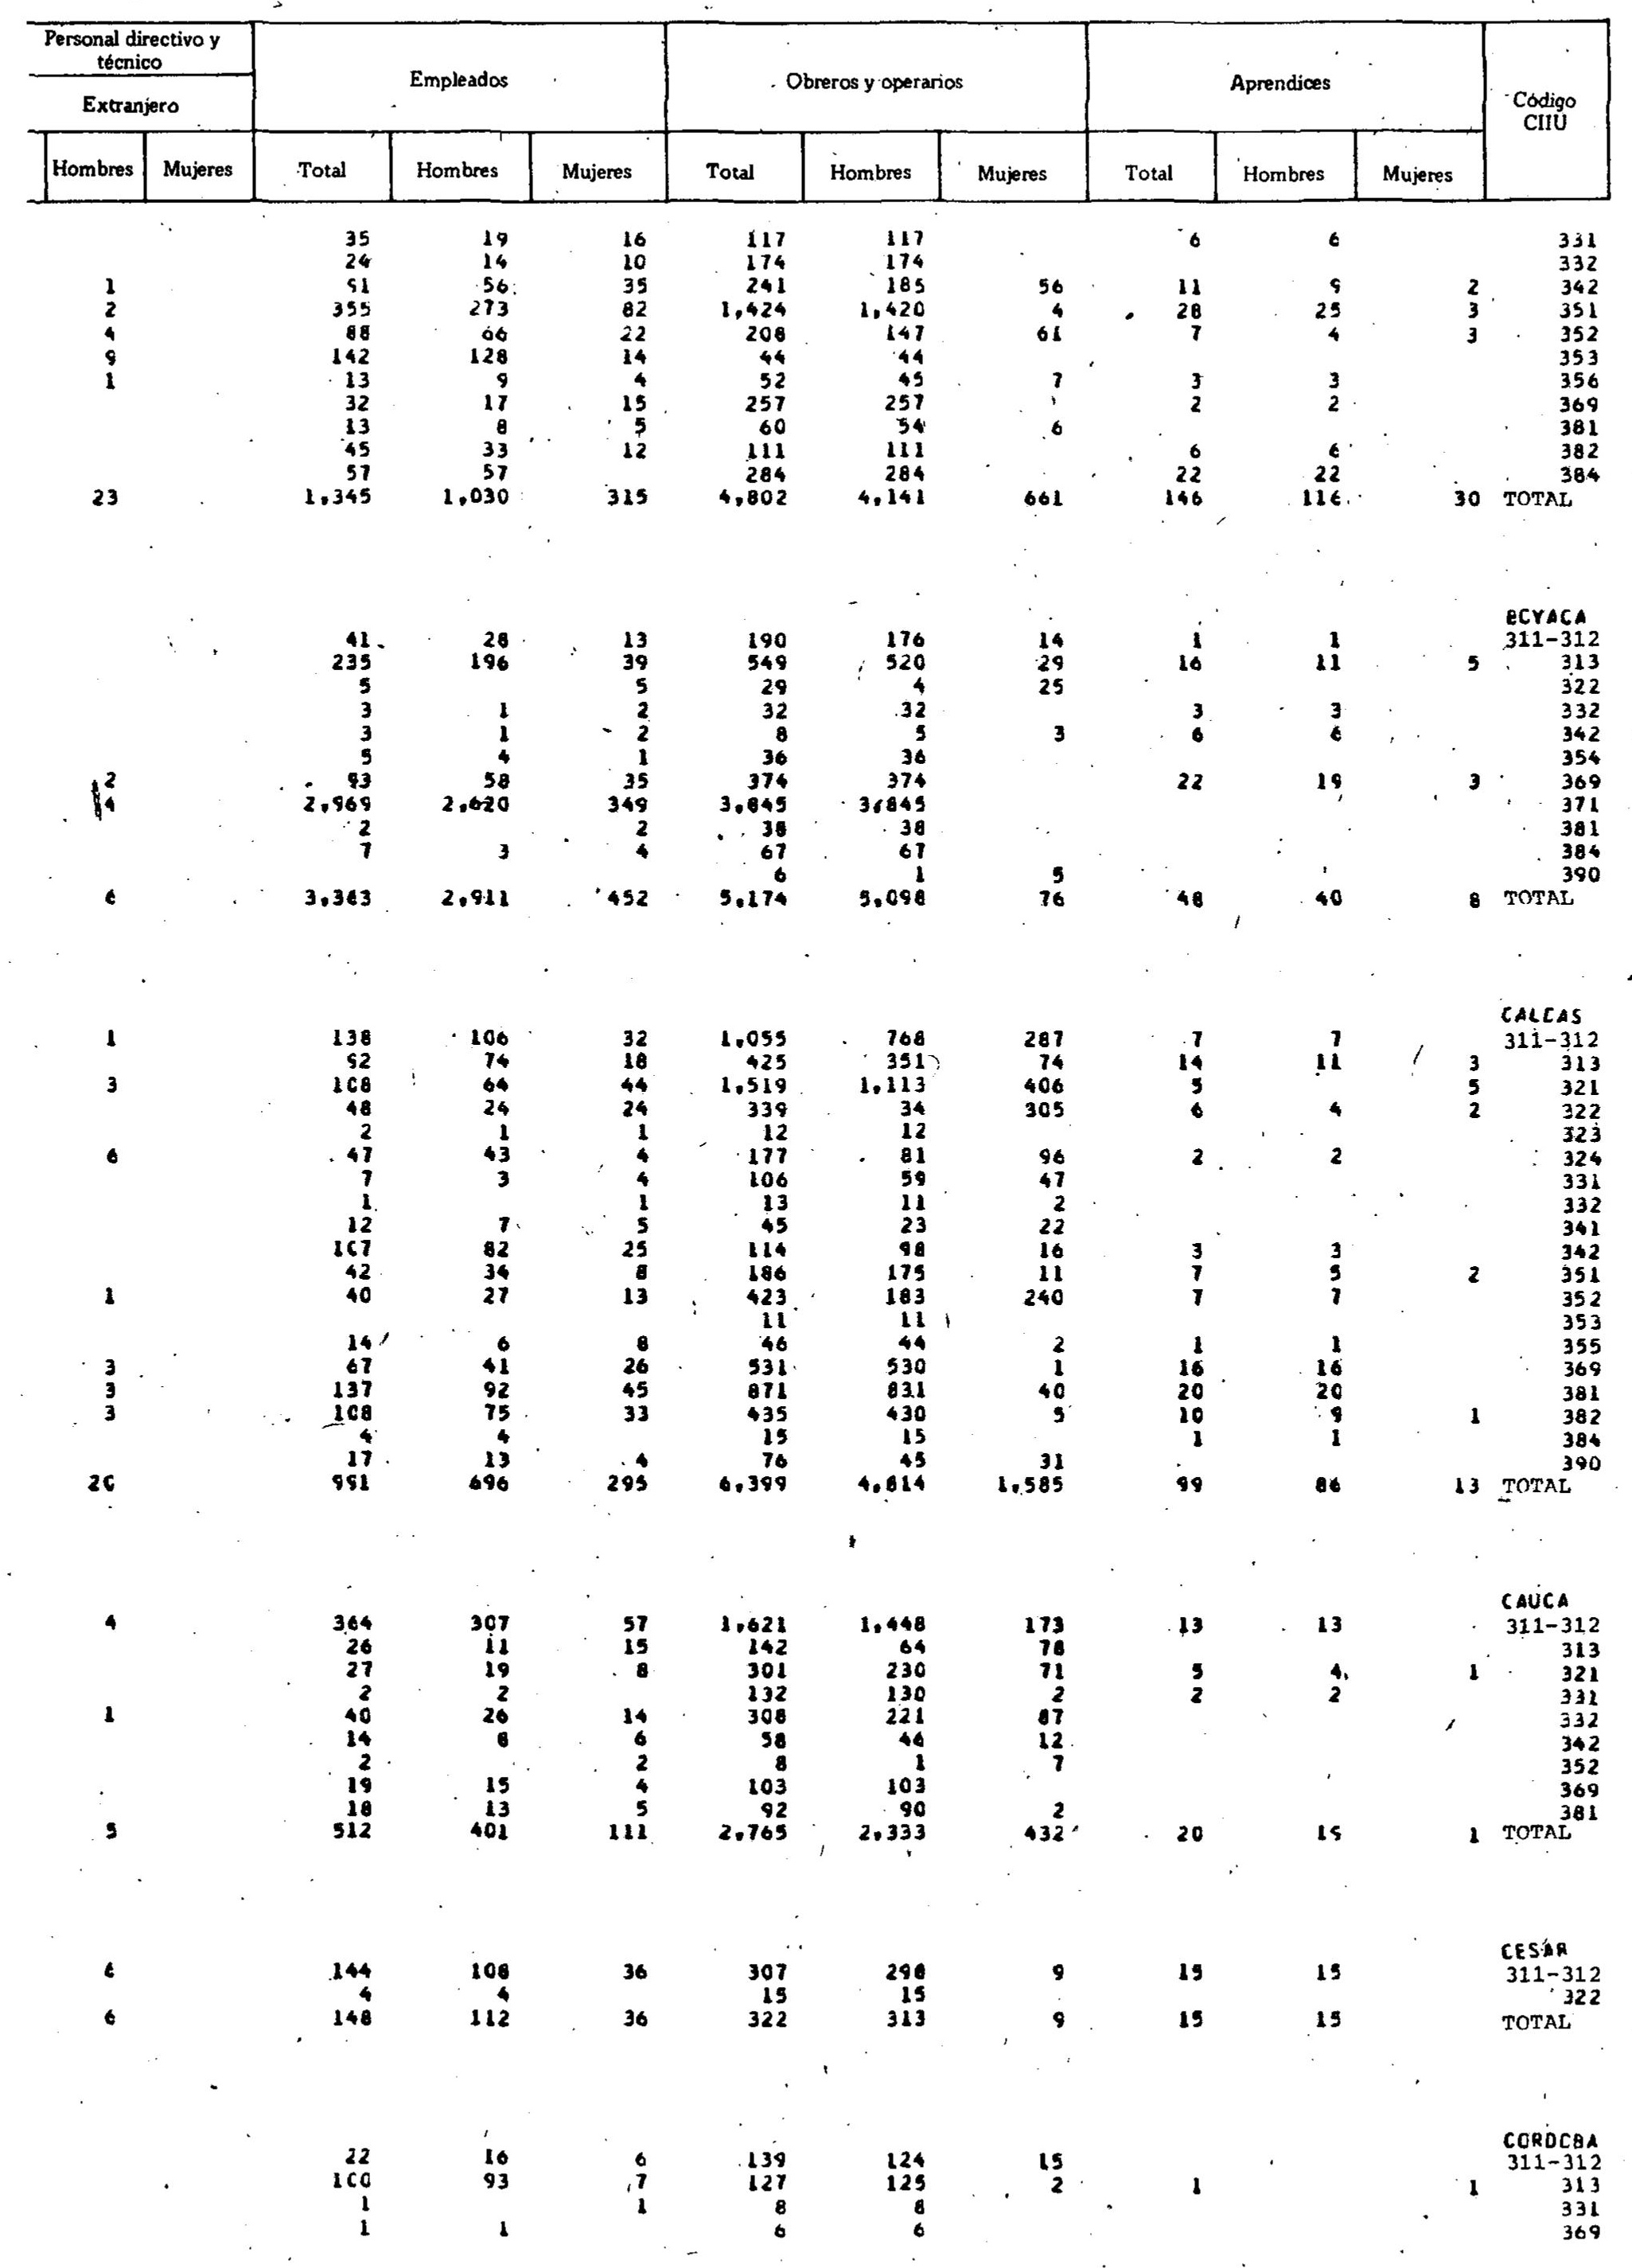 Personal directivo y técnico Empleados Obreros y operarios Aprendices Código CIIU
Extranjero
Hombres Mujeres Total Hombres Mujeres Total Hombres Mujeres Total Hombres Mujeres
35 19 16 117 117 6 6 331
24 14 10 174 174 332
1 91 56 35 241 185 56 11 9 2 342
2 355 273 82 1,424 1,420 4 28 25 3 351
4 88 66 22 208 147 61 7 4 3 352
9 142 128 14 44 44 353
1 13 9 4 52 45 7 3 3 356
32 17 15 257 257 2 2 369
13 8 5 60 54 6 381
45 33 12 111 111 6 6 382
57 57 284 284 22 22 384
23 1,345 1,030 315 4,802 4,141 661 146 116 30 TOTAL
BCYACA
41 28 13 190 176 14 1 1 311-312
235 196 39 549 520 29 16 11 5 313
5 5 29 4 25 322
3 1 2 32 32 3 3 332
3 1 2 8 5 3 6 6 342
5 4 1 36 36 354
2 93 58 35 374 374 22 19 3 369
4 2,969 2,620 349 3,845 3,845 371
2 2 38 38 381
7 3 4 67 67 384
6 1 5 390
6 3,363 2,911 452 5,174 5,098 76 48 40 8 TOTAL
CALCAS
1 138 106 32 1,055 768 287 7 7 311-312
92 74 18 425 351 74 14 11 3 313
3 108 64 44 1,519 1,113 406 5 5 321
48 24 24 339 34 305 6 4 2 322
2 1 1 12 12 323
6 47 43 4 177 81 96 2 2 324
7 3 4 106 59 47 331
1 1 13 11 2 332
12 7 5 45 23 22 341
107 82 25 114 98 16 3 3 342
42 34 8 186 175 11 7 5 2 351
1 40 27 13 423 183 240 7 7 352
11 11 353
14 6 8 46 44 2 1 1 355
3 67 41 26 531 530 1 16 16 369
3 137 92 45 871 831 40 20 20 381
3 108 75 33 435 430 5 10 9 1 382
4 4 15 15 1 1 384
17 13 4 76 45 31 390
20 991 696 295 6,399 4,814 1,585 99 86 13 TOTAL
CAUCA
4 364 307 57 1,621 1,448 173 13 13 311-312
26 11 15 142 64 78 313
27 19 8 301 230 71 5 4 1 321
2 2 132 130 2 2 2 331
1 40 26 14 308 221 87 332
14 8 6 58 46 12 342
2 2 8 1 7 352
19 15 4 103 103 369
18 13 5 92 90 2 381
5 512 401 111 2,765 2,333 432 20 19 1 TOTAL
CESAR
6 144 108 36 307 298 9 15 15 311-312
4 4 15 15 322
6 148 112 36 322 313 9 15 15 TOTAL
CORDCBA
22 16 6 139 124 15 311-312
100 93 7 127 125 2 1 1 313
1 1 8 8 331
1 1 6 6 369